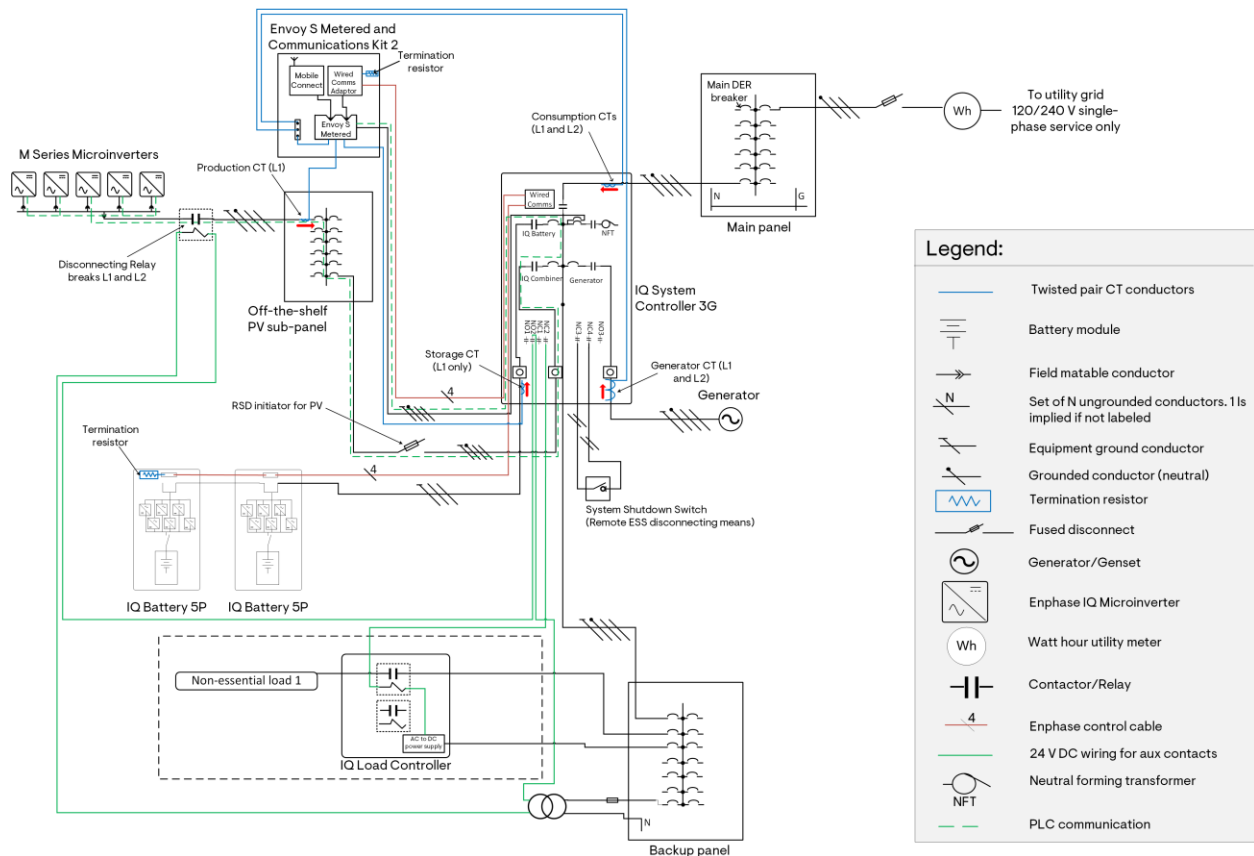 Envoy S Metered and
Communications Kit 2
Termination
resistor
Mobile
Connect
Wired
Comms
Adaptor
Envoy S
Metered
Main DER
breaker
Wh
To utility grid
120/240 V single-
phase service only
Consumption CTs
(L1 and L2)
M Series Microinverters
Production CT (L1)
Wired
Comms
N
G
Main panel
IQ Battery
NFT
Disconnecting Relay
breaks L1 and L2
IQ Combiner
Generator
IQ System
Controller 3G
Off-the-shelf
PV sub-panel
NO1
NO2
NC1
NC2
NC3
NC4
NO3
Storage CT
(L1 only)
Generator CT (L1
and L2)
Generator
4
RSD initiator for PV
Termination
resistor
4
System Shutdown Switch
(Remote ESS disconnecting means)
IQ Battery 5P
IQ Battery 5P
Non-essential load 1
AC to DC
power supply
IQ Load Controller
N
Backup panel
Legend:
Twisted pair CT conductors
Battery module
Field matable conductor
N
Set of N ungrounded conductors. 1 Is
implied if not labeled
Equipment ground conductor
Grounded conductor (neutral)
Termination resistor
Fused disconnect
Generator/Genset
Enphase IQ Microinverter
Wh
Watt hour utility meter
Contactor/Relay
4
Enphase control cable
24 V DC wiring for aux contacts
NFT
Neutral forming transformer
PLC communication